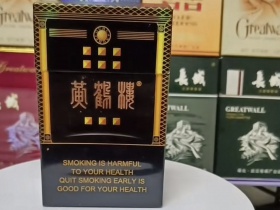 黄鹤楼
SMOKING IS HARMFUL
TO YOUR HEALTH
QUIT SMOKING EARLY IS
GOOD FOR YOUR HEALTH
长城
GREATWALL